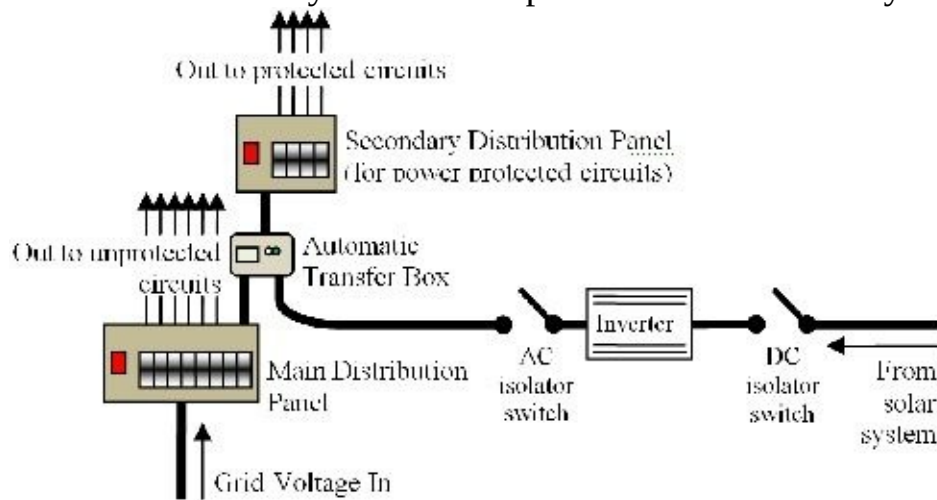 Out to protected circuits
Secondary Distribution Panel
(for power protected circuits)
Out to unprotected
circuits
Automatic
Transfer Box
Main Distribution
Panel
Inverter
AC
isolator
switch
DC
isolator
switch
From
solar
system
Grid Voltage In